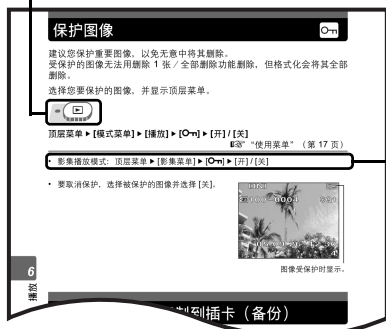 保护图像
建议您保护重要图像，以免无意中将其删除。
受保护的图像无法用删除 1 张／全部删除功能删除，但格式化会将其全部
删除。
选择您要保护的图像，并显示顶层菜单。
顶层菜单 ▶ [模式菜单] ▶ [播放] ▶ [O⊓] ▶ [开] / [关]
“使用菜单”（第 17 页）
• 影集播放模式：顶层菜单 ▶ [影集菜单] ▶ [O⊓] ▶ [开] / [关]
• 要取消保护，选择被保护的图像并选择 [关]。
图像受保护时显示。
6
播放
到插卡（备份）